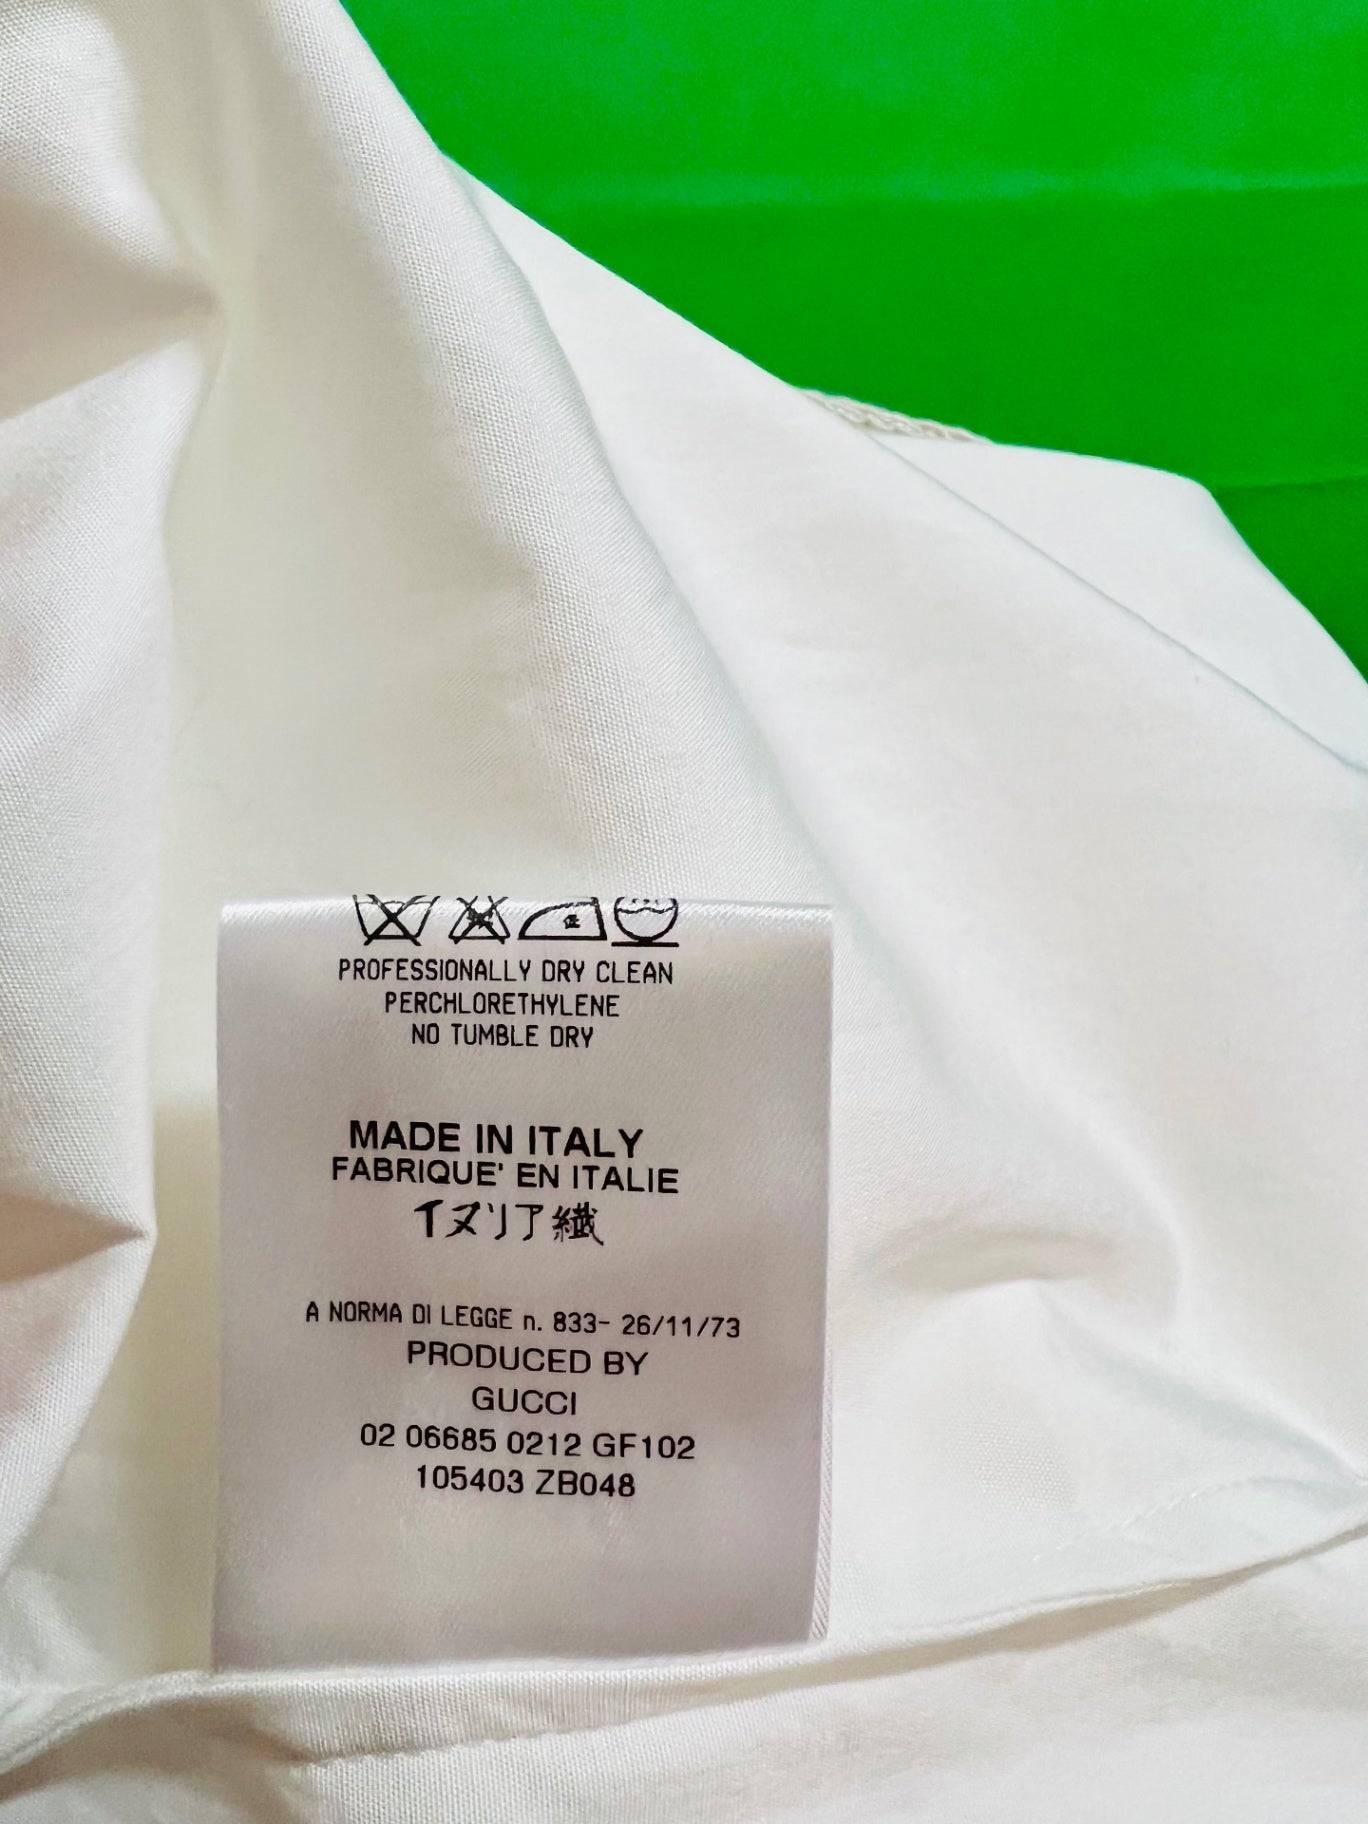 PROFESSIONALLY DRY CLEAN
PERCHLORETHYLENE
NO TUMBLE DRY
MADE IN ITALY
FABRIQUE' EN ITALIE
イヌリア織
A NORMA DI LEGGE n. 833- 26/11/73
PRODUCED BY
GUCCI
02 06685 0212 GF102
105403 ZB048